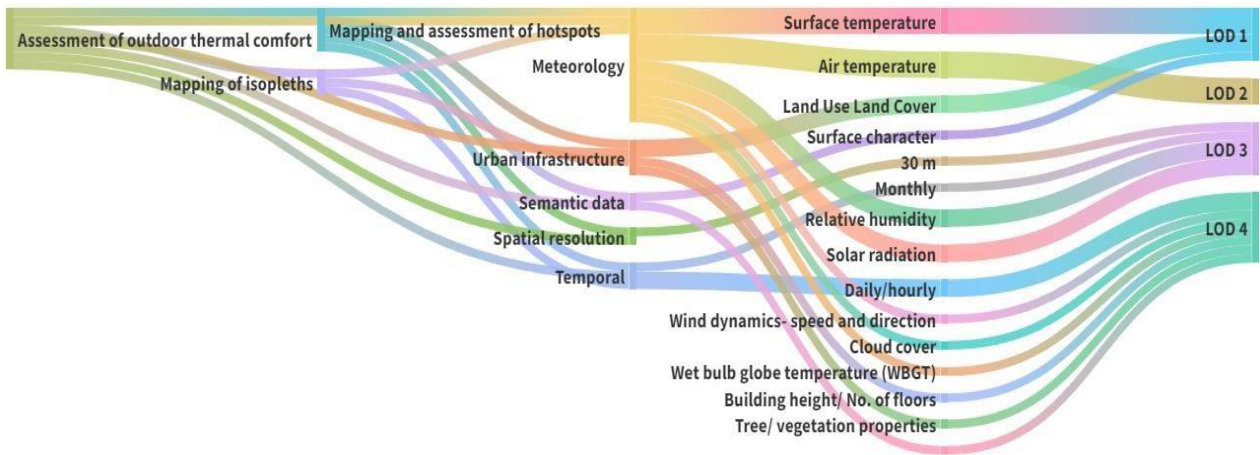 Assessment of outdoor thermal comfort
Mapping and assessment of hotspots
Mapping of isopleths
Meteorology
Urban infrastructure
Semantic data
Spatial resolution
Temporal
Surface temperature
Air temperature
Land Use Land Cover
Surface character
30 m
Monthly
Relative humidity
Solar radiation
Daily/hourly
Wind dynamics- speed and direction
Cloud cover
Wet bulb globe temperature (WBGT)
Building height/ No. of floors
Tree/ vegetation properties
LOD 1
LOD 2
LOD 3
LOD 4